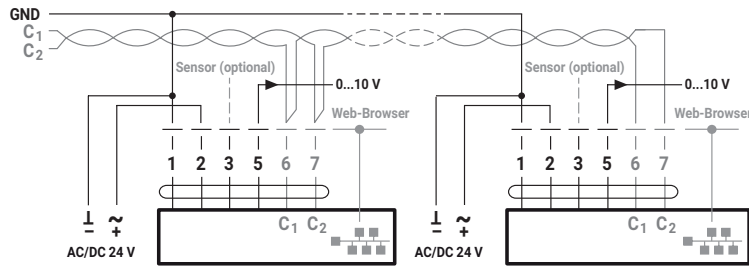 GND
C1
C2
Sensor (optional) 0...10 V Sensor (optional) 0...10 V
Web-Browser Web-Browser
1 2 3 5 6 7 1 2 3 5 6 7
⊥ ~ ⊥ ~
– + C1 C2 – + C1 C2
AC/DC 24 V AC/DC 24 V